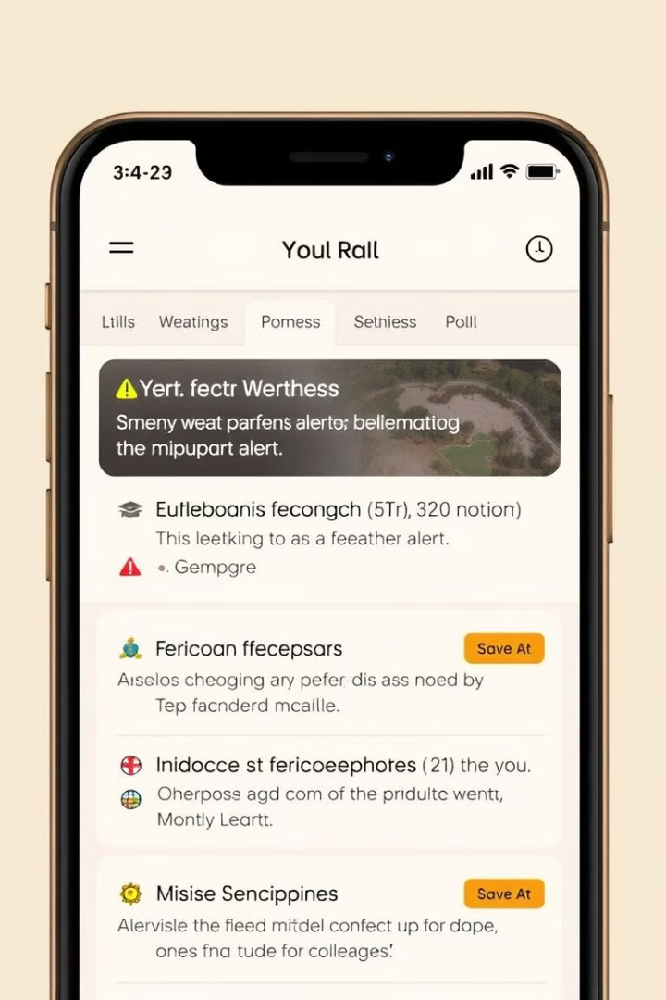 3:4-23
Youl Rall
Ltills Weatings Pomess Sethiess Polll
Yert. fectr Werthess
Smeny weat parfens alerto; bellematiog
the mipupart alert.
Eutleboanis fecongch (5Tr), 320 notion)
This leetking to as a feeather alert.
•. Gempgre
Fericoan ffecepsars
Save At
Aıselos cheoging ary pefer dis ass noed by
Tep facnderd mcaille.
Inidocce st fericoeephotes (21) the you.
Oherposs agd com of the pridulte wentt,
Montly Leartt.
Misise Sencippines
Save At
Alervisle the fleed mitdel confect up for dope,
ones fna tude for colleages!'